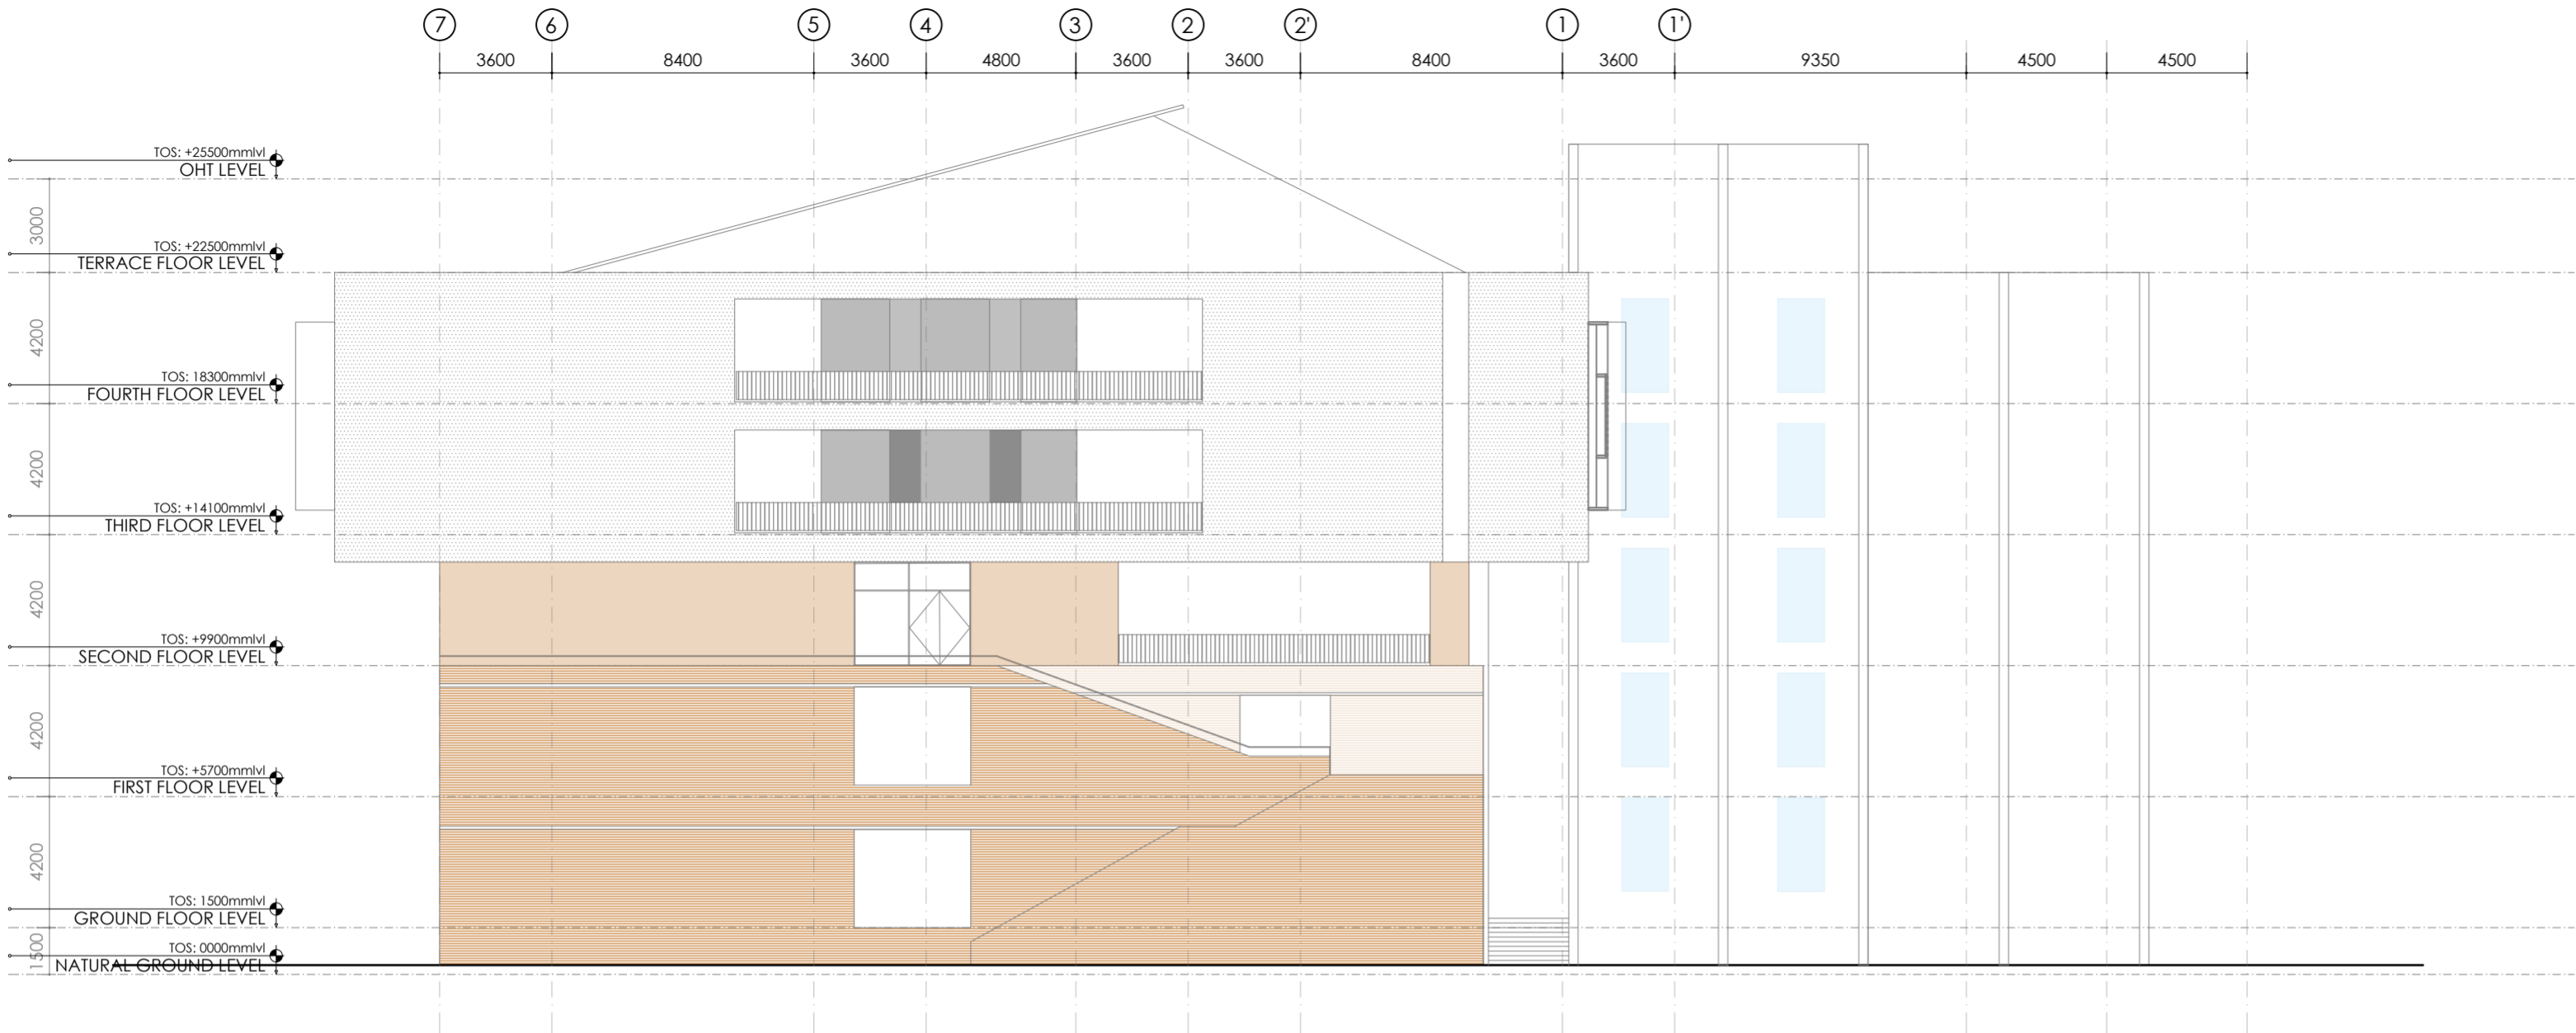 7 6 5 4 3 2 2' 1 1'
3600 8400 3600 4800 3600 3600 8400 3600 9350 4500 4500
TOS: +25500mmlvl
OHT LEVEL
3000
TOS: +22500mmlvl
TERRACE FLOOR LEVEL
4200
TOS: 18300mmlvl
FOURTH FLOOR LEVEL
4200
TOS: +14100mmlvl
THIRD FLOOR LEVEL
4200
TOS: +9900mmlvl
SECOND FLOOR LEVEL
4200
TOS: +5700mmlvl
FIRST FLOOR LEVEL
4200
TOS: 1500mmlvl
GROUND FLOOR LEVEL
1500
TOS: 0000mmlvl
NATURAL GROUND LEVEL